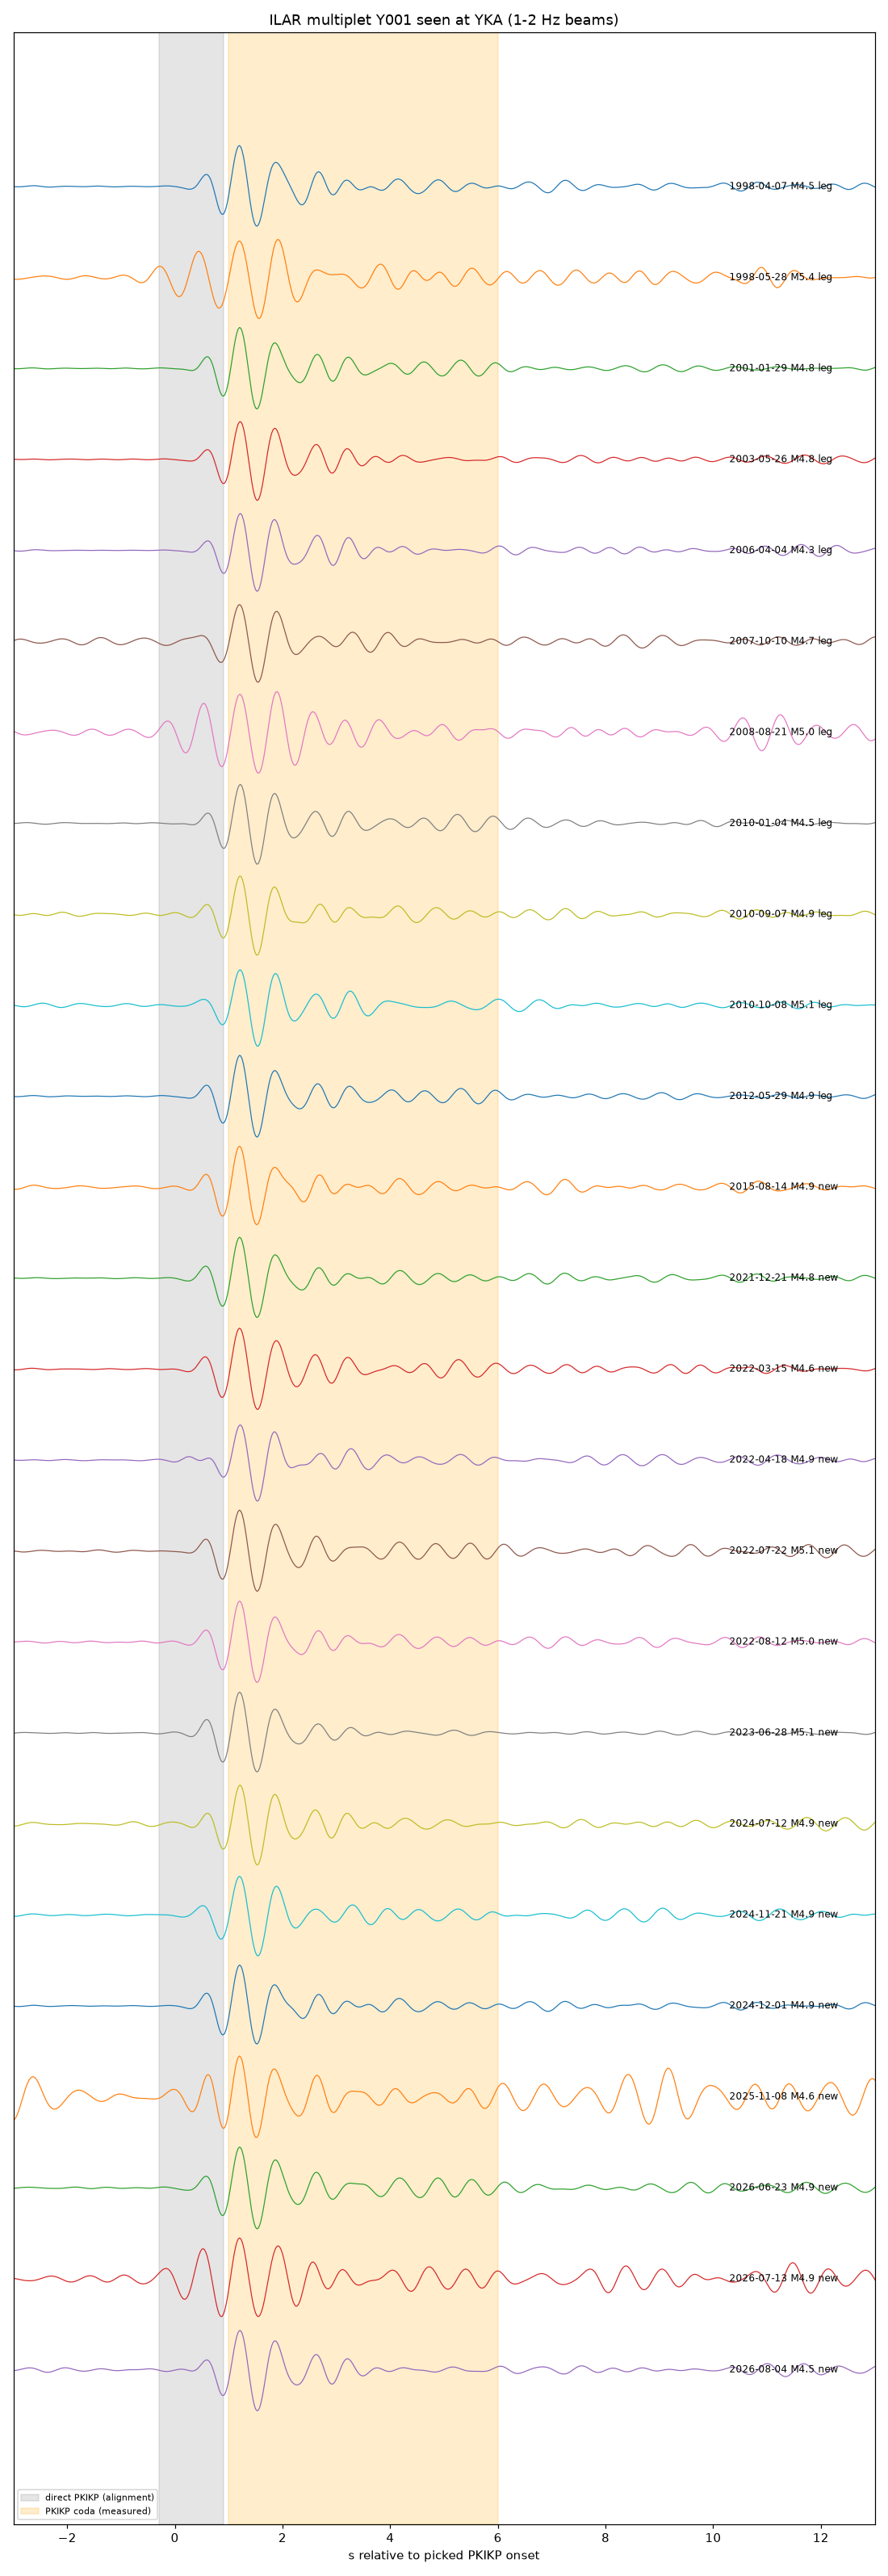 ILAR multiplet Y001 seen at YKA (1-2 Hz beams)
1998-04-07 M4.5 leg
1998-05-28 M5.4 leg
2001-01-29 M4.8 leg
2003-05-26 M4.8 leg
2006-04-04 M4.3 leg
2007-10-10 M4.7 leg
2008-08-21 M5.0 leg
2010-01-04 M4.5 leg
2010-09-07 M4.9 leg
2010-10-08 M5.1 leg
2012-05-29 M4.9 leg
2015-08-14 M4.9 new
2021-12-21 M4.8 new
2022-03-15 M4.6 new
2022-04-18 M4.9 new
2022-07-22 M5.1 new
2022-08-12 M5.0 new
2023-06-28 M5.1 new
2024-07-12 M4.9 new
2024-11-21 M4.9 new
2024-12-01 M4.9 new
2025-11-08 M4.6 new
2026-06-23 M4.9 new
2026-07-13 M4.9 new
2026-08-04 M4.5 new
direct PKIKP (alignment)
PKIKP coda (measured)
−2 0 2 4 6 8 10 12
s relative to picked PKIKP onset